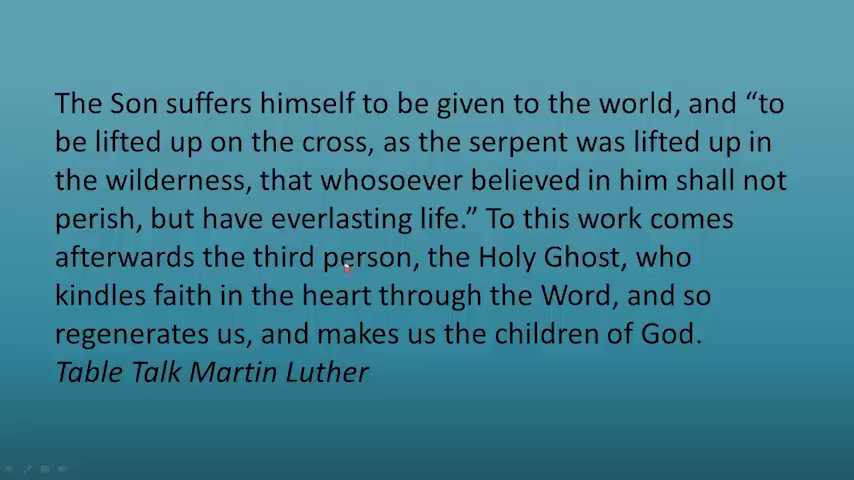 The Son suffers himself to be given to the world, and “to
be lifted up on the cross, as the serpent was lifted up in
the wilderness, that whosoever believed in him shall not
perish, but have everlasting life.” To this work comes
afterwards the third person, the Holy Ghost, who
kindles faith in the heart through the Word, and so
regenerates us, and makes us the children of God.
Table Talk Martin Luther